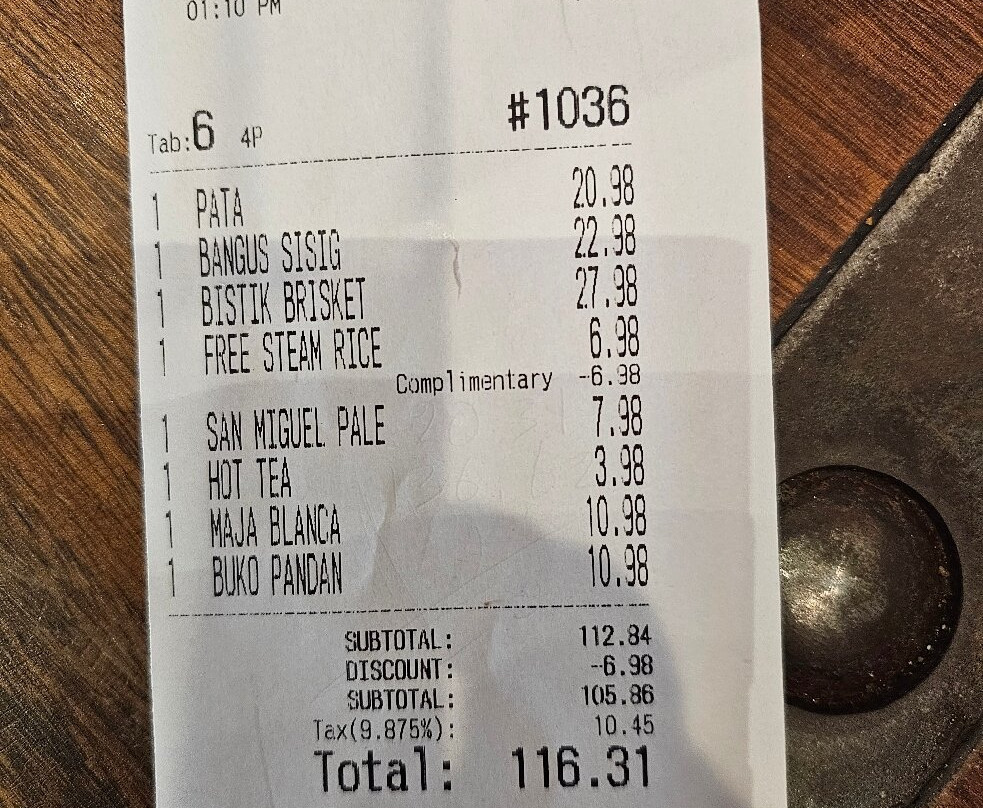 01:10 PM
Tab:6 4P #1036
1 PATA 20.98
1 BANGUS SISIG 22.98
1 BISTIK BRISKET 27.98
1 FREE STEAM RICE 6.98
Complimentary -6.98
1 SAN MIGUEL PALE 7.98
1 HOT TEA 3.98
1 MAJA BLANCA 10.98
1 BUKO PANDAN 10.98
SUBTOTAL: 112.84
DISCOUNT: -6.98
SUBTOTAL: 105.86
Tax(9.875%): 10.45
Total: 116.31